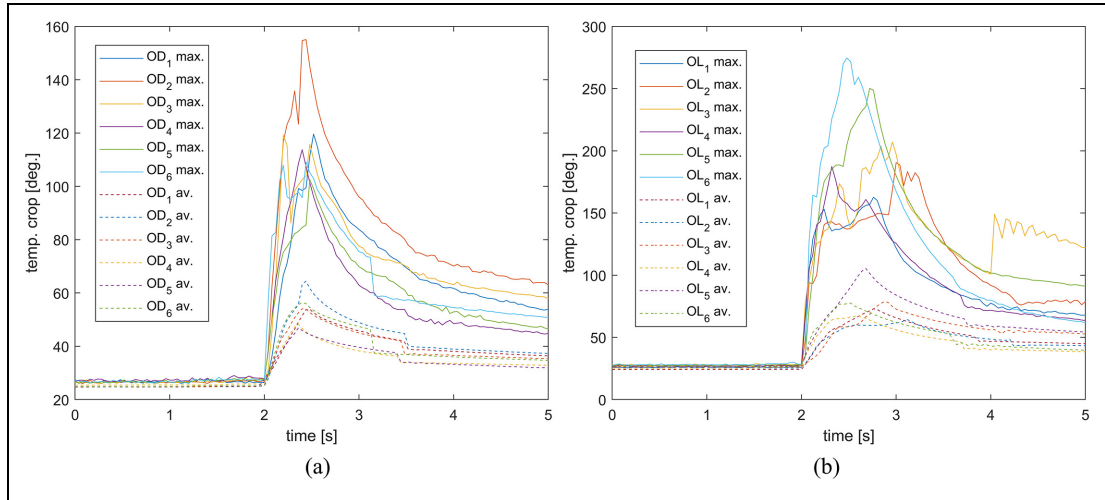 160
140
120
100
80
60
40
20
temp. crop [deg.]
OD1 max.
OD2 max.
OD3 max.
OD4 max.
OD5 max.
OD6 max.
OD1 av.
OD2 av.
OD3 av.
OD4 av.
OD5 av.
OD6 av.
0 1 2 3 4 5
time [s]
(a)
300
250
200
150
100
50
0
temp. crop [deg.]
OL1 max.
OL2 max.
OL3 max.
OL4 max.
OL5 max.
OL6 max.
OL1 av.
OL2 av.
OL3 av.
OL4 av.
OL5 av.
OL6 av.
0 1 2 3 4 5
time [s]
(b)